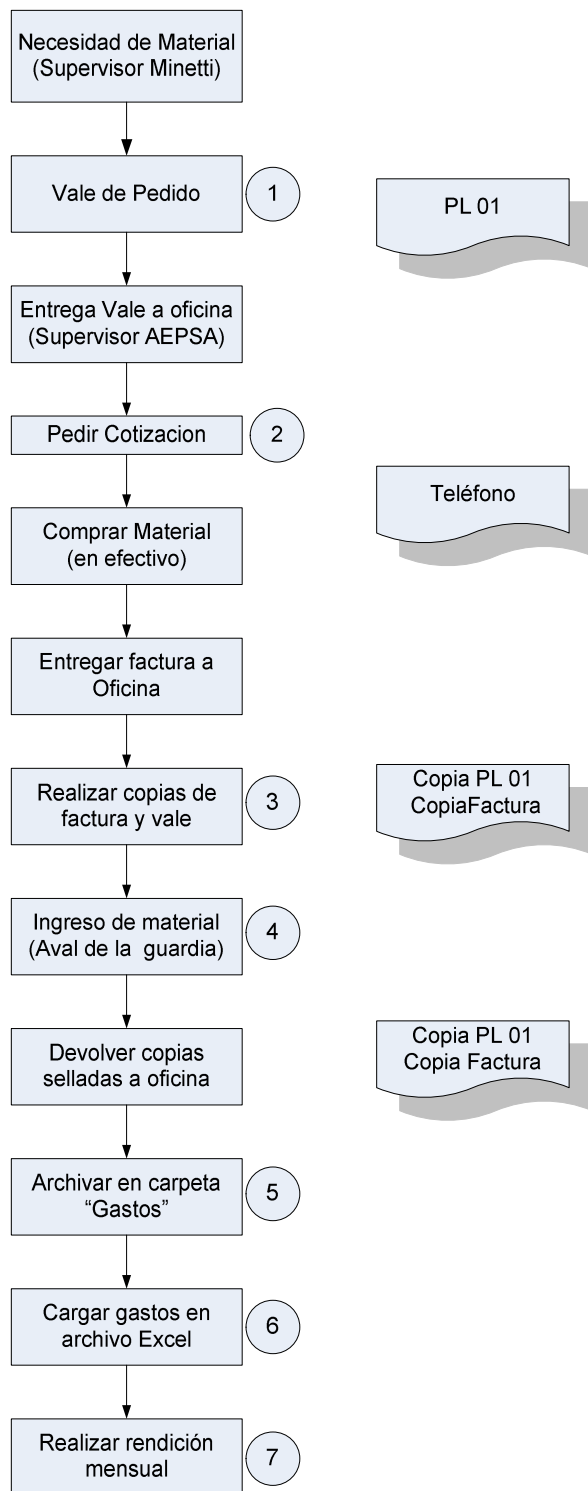 Necesidad de Material
(Supervisor Minetti)
Vale de Pedido
1
PL 01
Entrega Vale a oficina
(Supervisor AEPSA)
Pedir Cotizacion
2
Teléfono
Comprar Material
(en efectivo)
Entregar factura a
Oficina
Realizar copias de
factura y vale
3
Copia PL 01
CopiaFactura
Ingreso de material
(Aval de la guardia)
4
Devolver copias
selladas a oficina
Copia PL 01
Copia Factura
Archivar en carpeta
“Gastos”
5
Cargar gastos en
archivo Excel
6
Realizar rendición
mensual
7